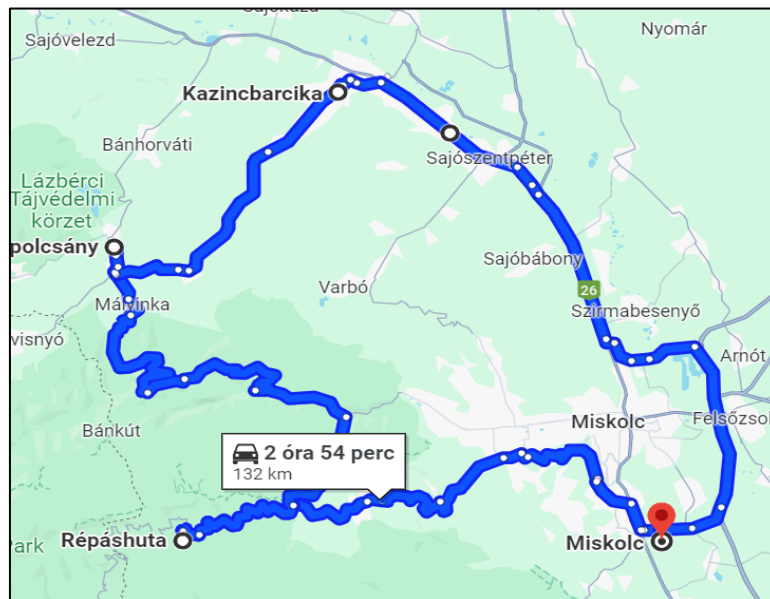 Sajókaza
Nyomár
Sajóvelezd
Kazincbarcika
Bánhorváti
Sajószentpéter
Lázbérci
Tájvédelmi
körzet
polcsány
Sajóbábony
Varbó
26
Mályinka
Szirmabesenyő
visnyó
Arnót
Miskolc
Felsőzsol
Bánkút
2 óra 54 perc
132 km
Répáshuta
Park
Miskolc